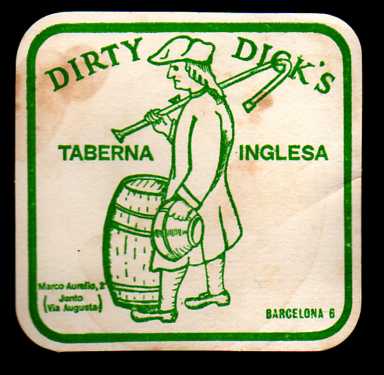 DIRTY DICK'S
TABERNA INGLESA
Marco Aurelio, 2
Junto
(Via Augusta)
BARCELONA 6